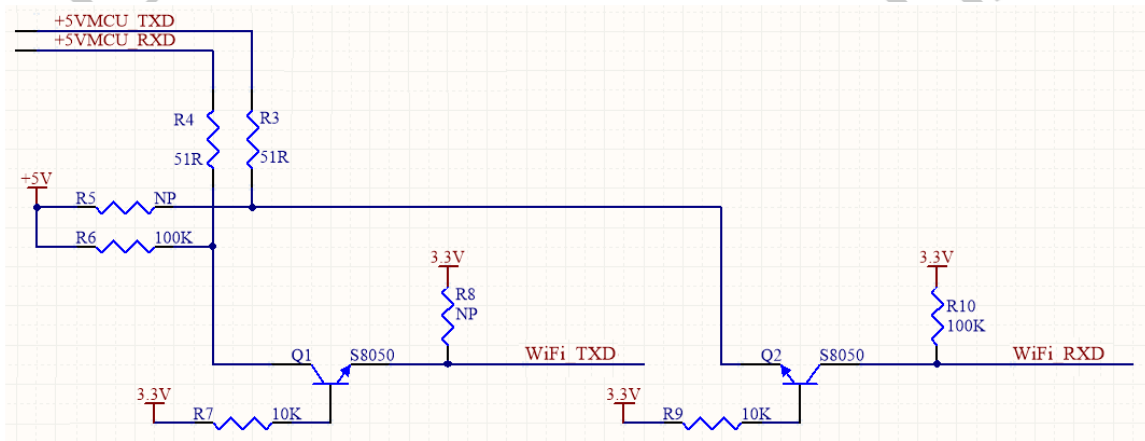 +5VMCU_TXD
+5VMCU_RXD
R4
R3
51R
51R
+5V
R5
NP
R6
100K
3.3V
3.3V
R8
NP
R10
100K
Q1
S8050
WiFi_TXD
Q2
S8050
WiFi_RXD
3.3V
3.3V
R7
10K
R9
10K